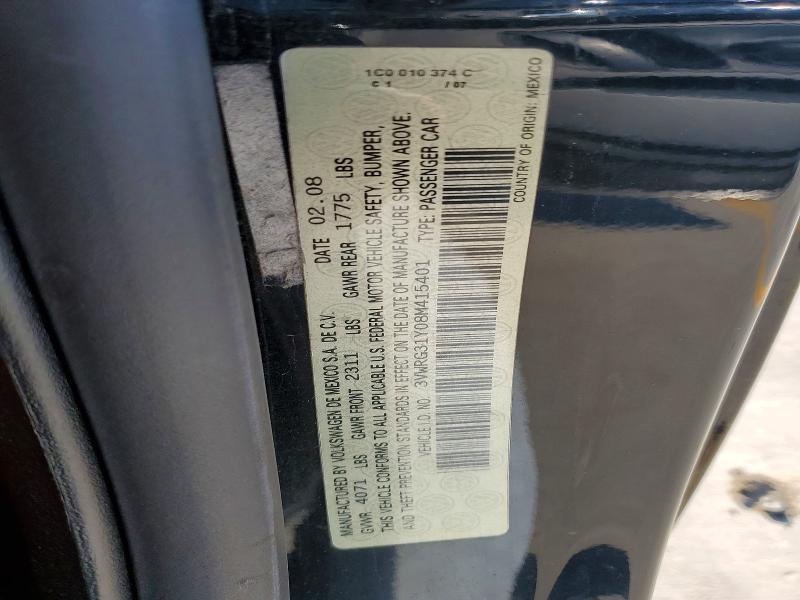 1C0 010 374 C
C 1 /07
MANUFACTURED BY VOLKSWAGEN DE MEXICO S.A. DE C.V. DATE 02.08
GVWR 4071 LBS GAWR FRONT 2311 LBS GAWR REAR 1775 LBS
THIS VEHICLE CONFORMS TO ALL APPLICABLE U.S. FEDERAL MOTOR VEHICLE SAFETY, BUMPER,
AND THEFT PREVENTION STANDARDS IN EFFECT ON THE DATE OF MANUFACTURE SHOWN ABOVE.
VEHICLE I.D. NO. 3VWRG31Y08M415401 TYPE: PASSENGER CAR
COUNTRY OF ORIGIN: MEXICO